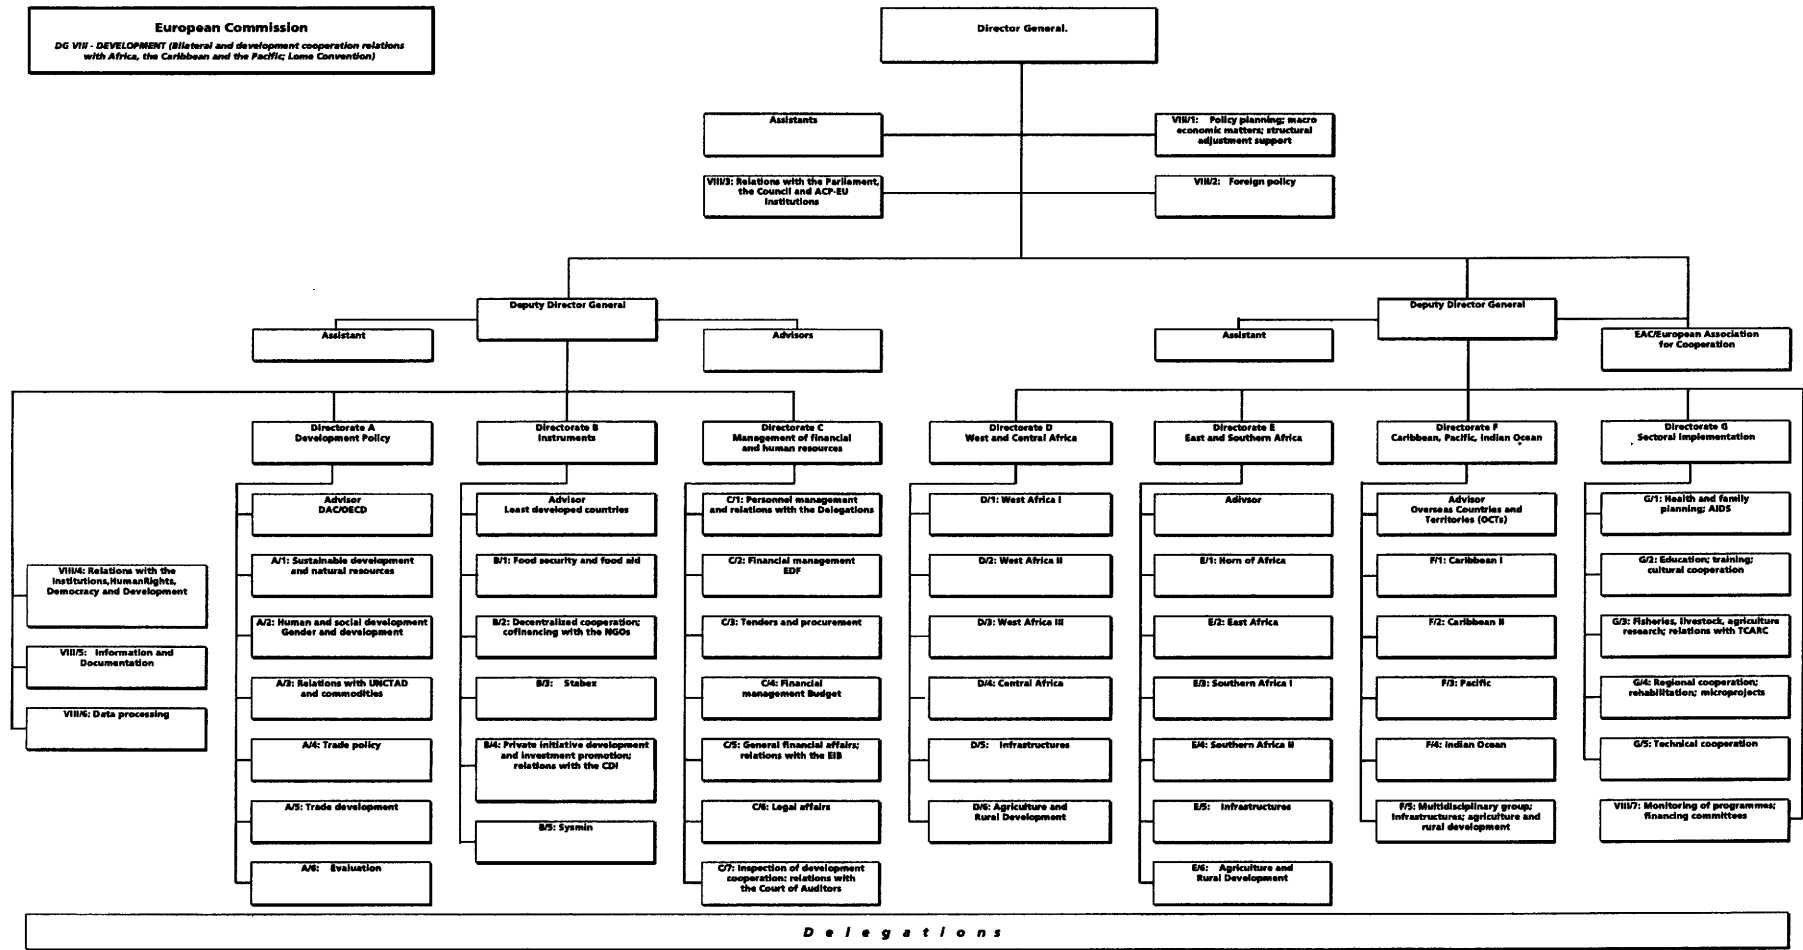 European Commission
DG VIII - DEVELOPMENT (Bilateral and development cooperation relations
with Africa, the Caribbean and the Pacific; Lome Convention)
Director General.
Assistants
VIII/1: Policy planning; macro
economic matters; structural
adjustment support
VIII/3: Relations with the Parliament,
the Council and ACP-EU
Institutions
VIII/2: Foreign policy
Deputy Director General
Assistant
Advisors
Deputy Director General
Assistant
EAC/European Association
for Cooperation
VIII/4: Relations with the
Institutions,HumanRights,
Democracy and Development
VIII/5: Information and
Documentation
VIII/6: Data processing
Directorate A
Development Policy
Advisor
DAC/OECD
A/1: Sustainable development
and natural resources
A/2: Human and social development
Gender and development
A/3: Relations with UNCTAD
and commodities
A/4: Trade policy
A/5: Trade development
A/6: Evaluation
Directorate B
Instruments
Advisor
Least developed countries
B/1: Food security and food aid
B/2: Decentralized cooperation;
cofinancing with the NGOs
B/3: Stabex
B/4: Private initiative development
and investment promotion;
relations with the CDI
B/5: Sysmin
Directorate C
Management of financial
and human resources
C/1: Personnel management
and relations with the Delegations
C/2: Financial management
EDF
C/3: Tenders and procurement
C/4: Financial
management Budget
C/5: General financial affairs;
relations with the EIB
C/6: Legal affairs
C/7: Inspection of development
cooperation; relations with
the Court of Auditors
Directorate D
West and Central Africa
D/1: West Africa I
D/2: West Africa II
D/3: West Africa III
D/4: Central Africa
D/5: Infrastructures
D/6: Agriculture and
Rural Development
Directorate E
East and Southern Africa
Adivsor
E/1: Horn of Africa
E/2: East Africa
E/3: Southern Africa I
E/4: Southern Africa II
E/5: Infrastructures
E/6: Agriculture and
Rural Development
Directorate F
Caribbean, Pacific, Indian Ocean
Advisor
Overseas Countries and
Territories (OCTs)
F/1: Caribbean I
F/2: Caribbean II
F/3: Pacific
F/4: Indian Ocean
F/5: Multidisciplinary group;
Infrastructures; agriculture and
rural development
Directorate G
Sectoral Implementation
G/1: Health and family
planning; AIDS
G/2: Education; training;
cultural cooperation
G/3: Fisheries, livestock, agriculture
research; relations with TCARC
G/4: Regional cooperation;
rehabilitation; microprojects
G/5: Technical cooperation
VIII/7: Monitoring of programmes;
financing committees
Delegations